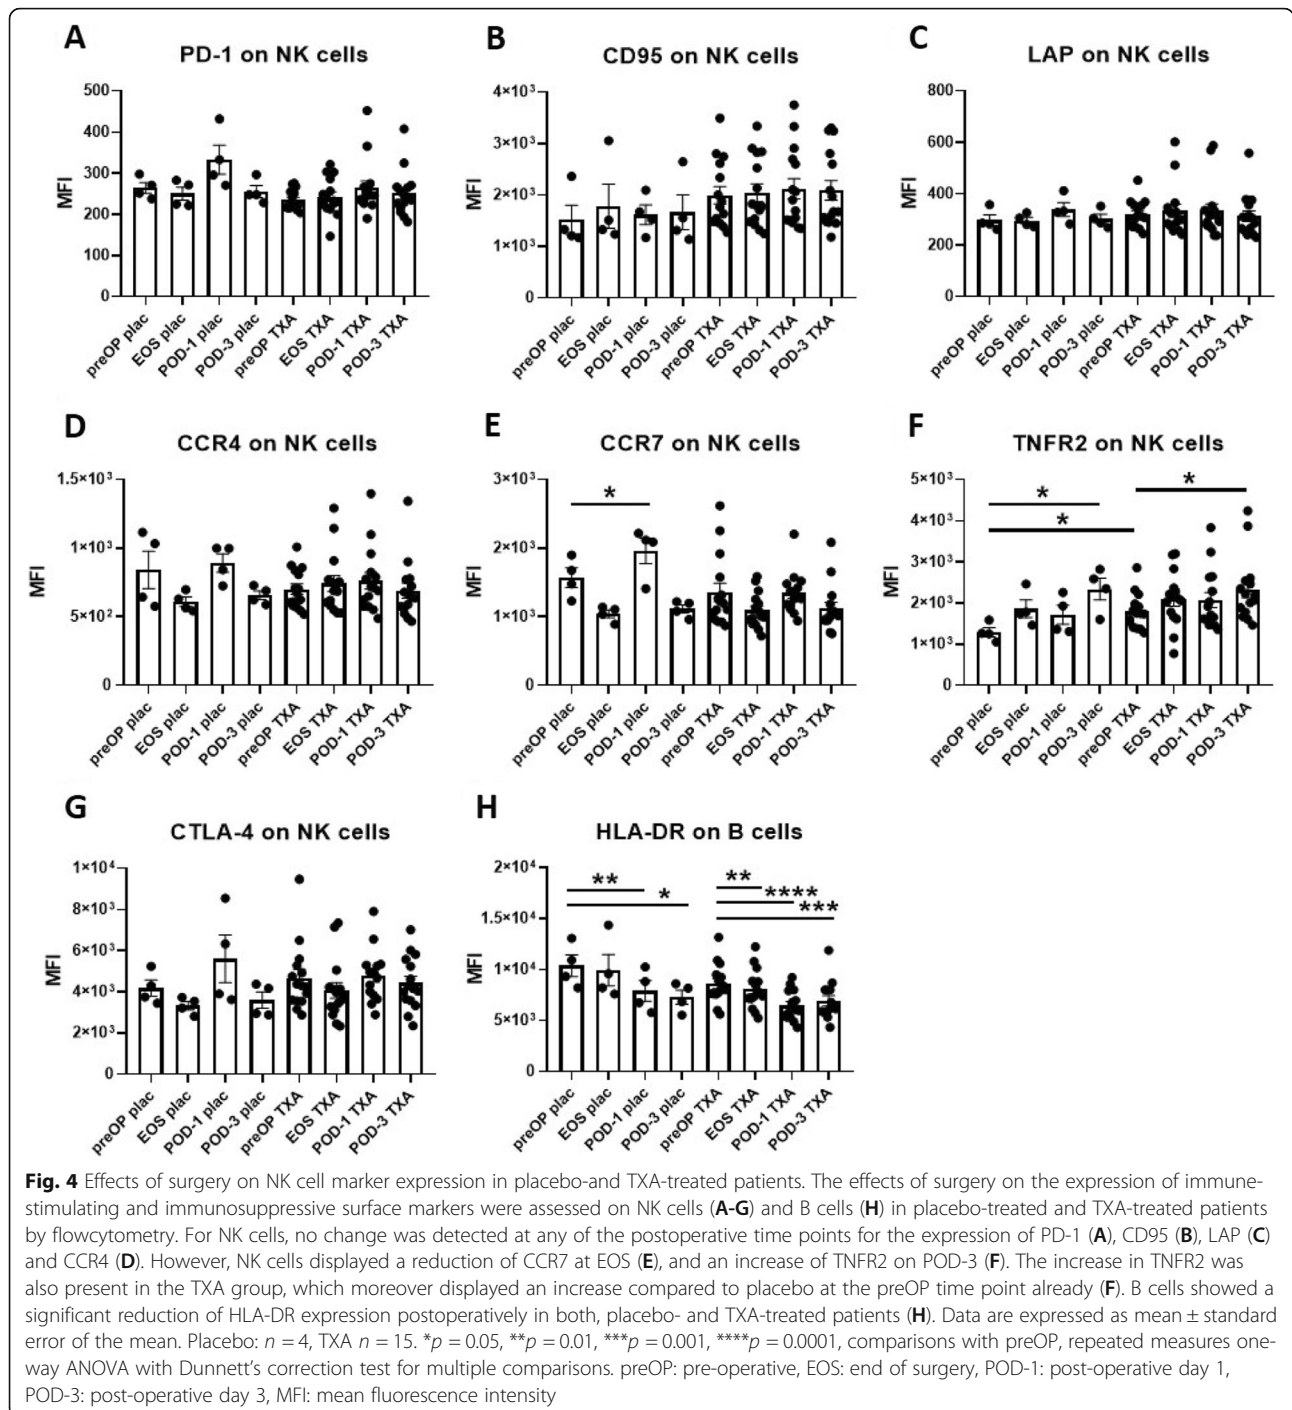 A
PD-1 on NK cells
MFI
500
400
300
200
100
0
preOP plac
EOS plac
POD-1 plac
POD-3 plac
preOP TXA
EOS TXA
POD-1 TXA
POD-3 TXA
B
CD95 on NK cells
MFI
4×10³
3×10³
2×10³
1×10³
0
preOP plac
EOS plac
POD-1 plac
POD-3 plac
preOP TXA
EOS TXA
POD-1 TXA
POD-3 TXA
C
LAP on NK cells
MFI
800
600
400
200
0
preOP plac
EOS plac
POD-1 plac
POD-3 plac
preOP TXA
EOS TXA
POD-1 TXA
POD-3 TXA
D
CCR4 on NK cells
MFI
1.5×10³
1×10³
5×10²
0
preOP plac
EOS plac
POD-1 plac
POD-3 plac
preOP TXA
EOS TXA
POD-1 TXA
POD-3 TXA
E
CCR7 on NK cells
MFI
3×10³
2×10³
1×10³
0
*
preOP plac
EOS plac
POD-1 plac
POD-3 plac
preOP TXA
EOS TXA
POD-1 TXA
POD-3 TXA
F
TNFR2 on NK cells
MFI
5×10³
4×10³
3×10³
2×10³
1×10³
0
*
*
*
preOP plac
EOS plac
POD-1 plac
POD-3 plac
preOP TXA
EOS TXA
POD-1 TXA
POD-3 TXA
G
CTLA-4 on NK cells
MFI
1×10⁴
8×10³
6×10³
4×10³
2×10³
0
preOP plac
EOS plac
POD-1 plac
POD-3 plac
preOP TXA
EOS TXA
POD-1 TXA
POD-3 TXA
H
HLA-DR on B cells
MFI
2×10⁴
1.5×10⁴
1×10⁴
5×10³
0
**
*
**
****
***
preOP plac
EOS plac
POD-1 plac
POD-3 plac
preOP TXA
EOS TXA
POD-1 TXA
POD-3 TXA
Fig. 4 Effects of surgery on NK cell marker expression in placebo-and TXA-treated patients. The effects of surgery on the expression of immune-
stimulating and immunosuppressive surface markers were assessed on NK cells (A-G) and B cells (H) in placebo-treated and TXA-treated patients
by flowcytometry. For NK cells, no change was detected at any of the postoperative time points for the expression of PD-1 (A), CD95 (B), LAP (C)
and CCR4 (D). However, NK cells displayed a reduction of CCR7 at EOS (E), and an increase of TNFR2 on POD-3 (F). The increase in TNFR2 was
also present in the TXA group, which moreover displayed an increase compared to placebo at the preOP time point already (F). B cells showed a
significant reduction of HLA-DR expression postoperatively in both, placebo- and TXA-treated patients (H). Data are expressed as mean ± standard
error of the mean. Placebo: n = 4, TXA n = 15. *p = 0.05, **p = 0.01, ***p = 0.001, ****p = 0.0001, comparisons with preOP, repeated measures one-
way ANOVA with Dunnett's correction test for multiple comparisons. preOP: pre-operative, EOS: end of surgery, POD-1: post-operative day 1,
POD-3: post-operative day 3, MFI: mean fluorescence intensity